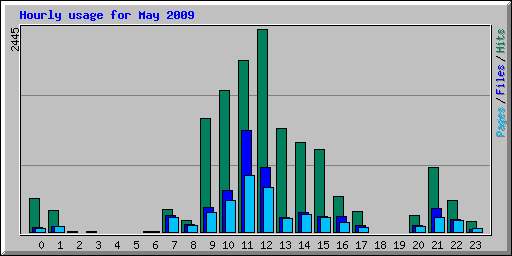 Hourly usage for May 2009
2445
Pages / Files / Hits
0 1 2 3 4 5 6 7 8 9 10 11 12 13 14 15 16 17 18 19 20 21 22 23